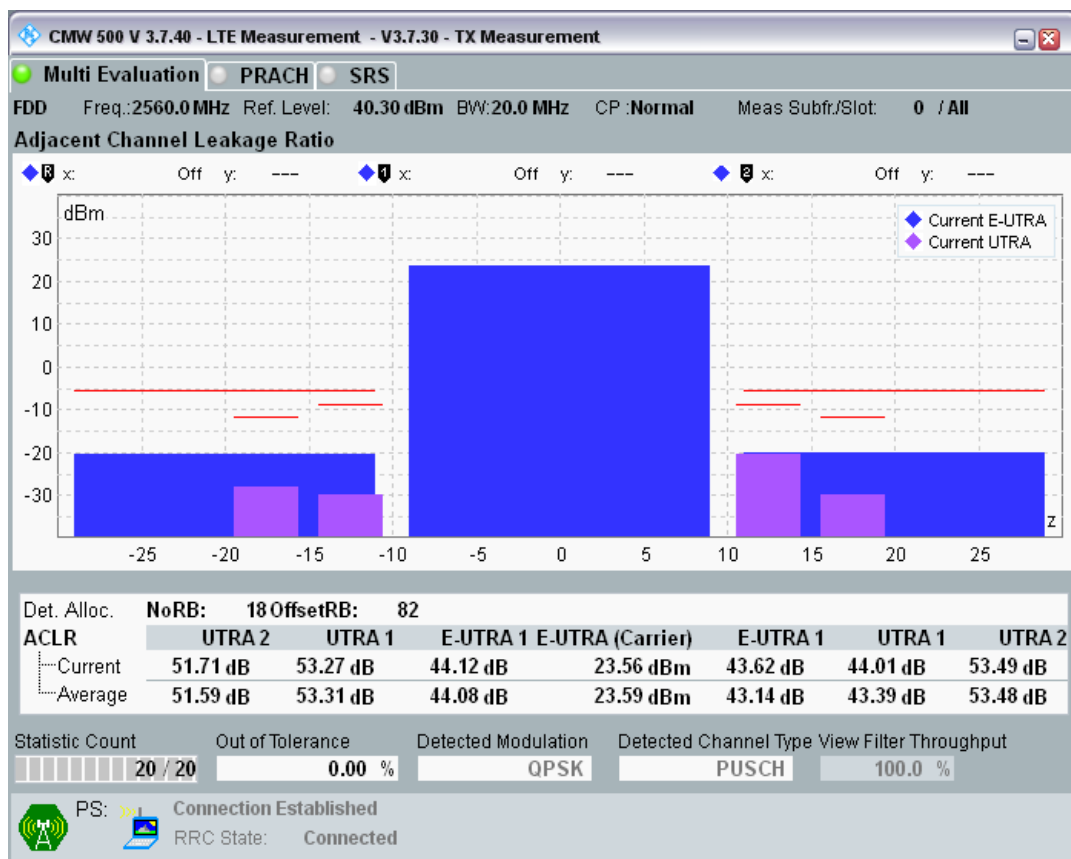 CMW 500 V 3.7.40 - LTE Measurement - V3.7.30 - TX Measurement
Multi Evaluation PRACH SRS
FDD Freq.:2560.0 MHz Ref. Level: 40.30 dBm BW:20.0 MHz CP :Normal Meas Subfr./Slot: 0 / All
Adjacent Channel Leakage Ratio
R x: Off y: --- 1 x: Off y: --- 2 x: Off y: ---
dBm
Current E-UTRA
Current UTRA
30
20
10
0
-10
-20
-30
z
-25 -20 -15 -10 -5 0 5 10 15 20 25
Det. Alloc. NoRB: 18 OffsetRB: 82
ACLR UTRA 2 UTRA 1 E-UTRA 1 E-UTRA (Carrier) E-UTRA 1 UTRA 1 UTRA 2
Current 51.71 dB 53.27 dB 44.12 dB 23.56 dBm 43.62 dB 44.01 dB 53.49 dB
Average 51.59 dB 53.31 dB 44.08 dB 23.59 dBm 43.14 dB 43.39 dB 53.48 dB
Statistic Count Out of Tolerance Detected Modulation Detected Channel Type View Filter Throughput
20 / 20 0.00 % QPSK PUSCH 100.0 %
PS: Connection Established
RRC State: Connected